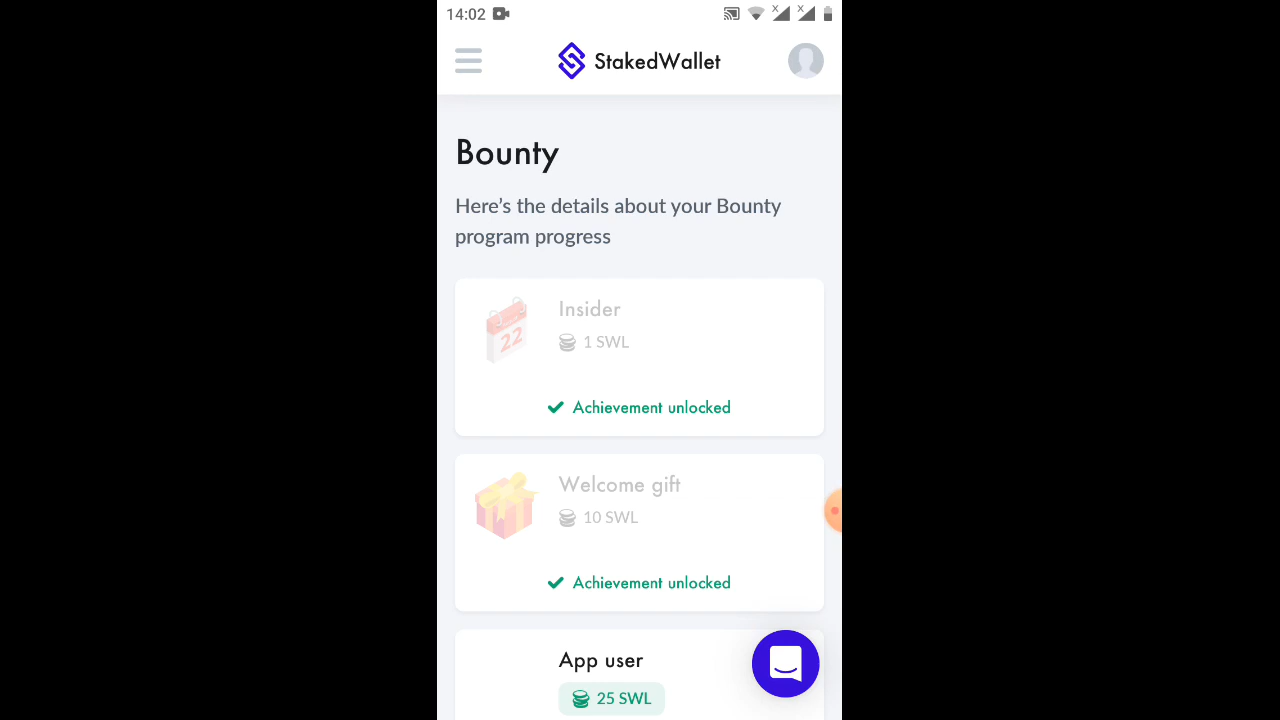 14:02
StakedWallet
Bounty
Here's the details about your Bounty
program progress
Insider
22
1 SWL
Achievement unlocked
Welcome gift
10 SWL
Achievement unlocked
App user
25 SWL